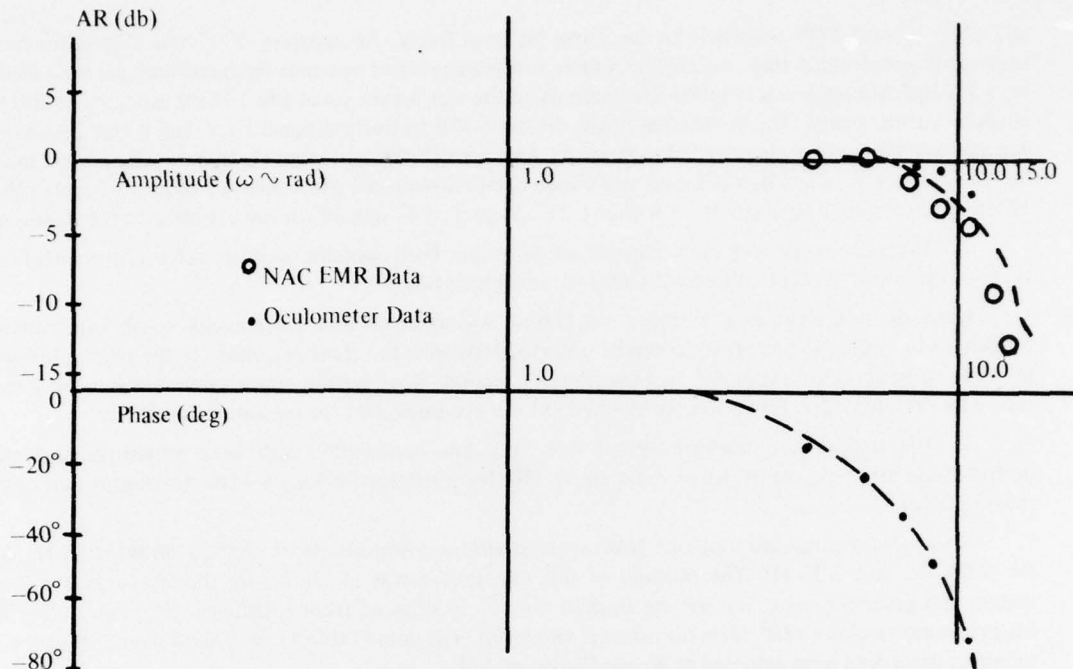 AR (db)
5
0
Amplitude (ω ~ rad)
1.0
10.0 15.0
-5
NAC EMR Data
-10
Oculometer Data
-15
1.0
10.0
0
Phase (deg)
-20°
-40°
-60°
-80°